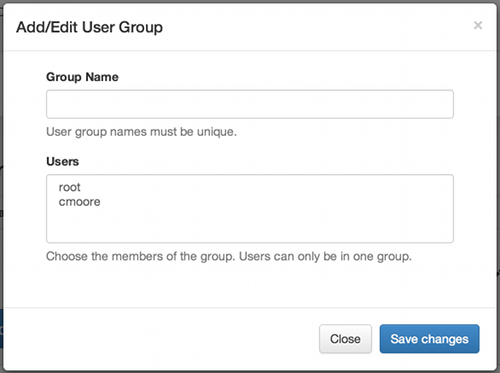 Add/Edit User Group
×
Group Name
User group names must be unique.
Users
root
cmoore
Choose the members of the group. Users can only be in one group.
Close
Save changes